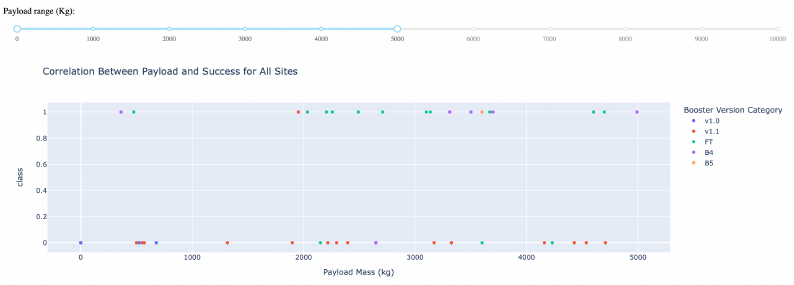 Payload range (Kg):
0 1000 2000 3000 4000 5000 6000 7000 8000 9000 10000
Correlation Between Payload and Success for All Sites
Booster Version Category
v1.0
v1.1
FT
B4
B5
class
1
0.8
0.6
0.4
0.2
0
0 1000 2000 3000 4000 5000
Payload Mass (kg)